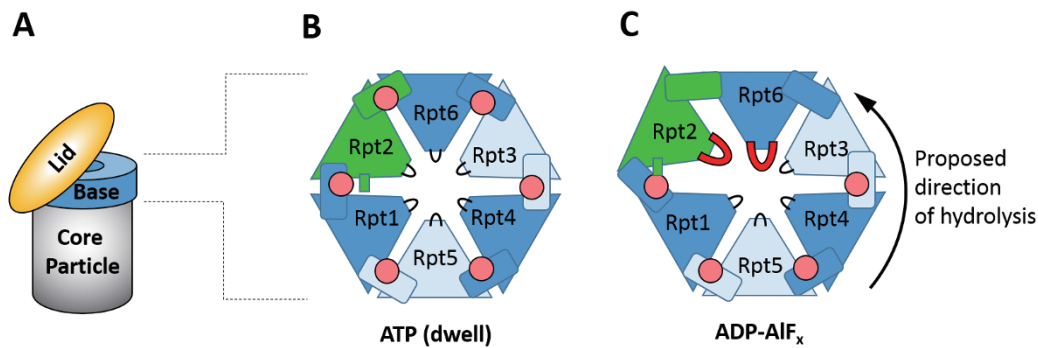 A
Lid
Base
Core
Particle
B
Rpt6
Rpt2
Rpt3
Rpt1
Rpt4
Rpt5
ATP (dwell)
C
Rpt6
Rpt2
Rpt3
Rpt1
Rpt4
Rpt5
ADP-AlFx
Proposed
direction
of hydrolysis